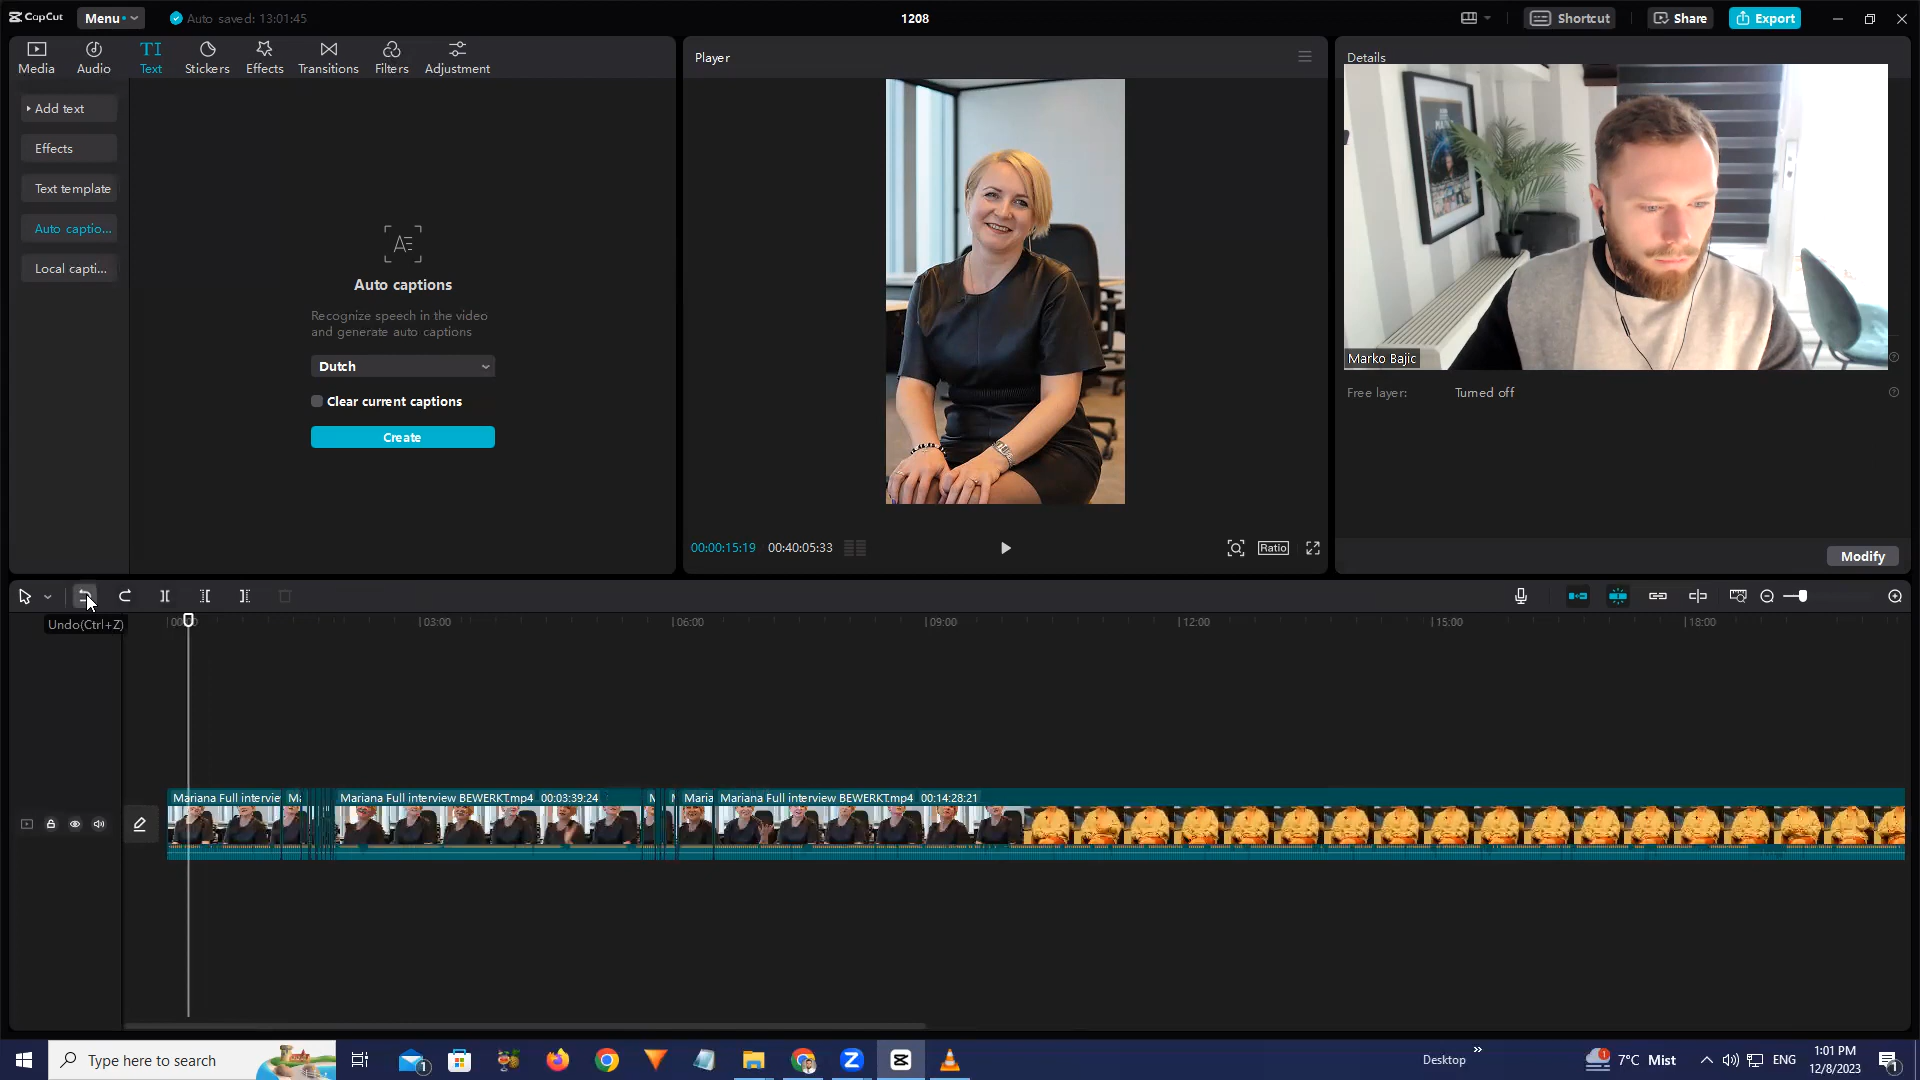 CapCut
Menu
Auto saved: 13:01:45
1208
Shortcut
Share
Export
Media
Audio
TI
Text
Stickers
Effects
Transitions
Filters
Adjustment
Add text
Effects
Text template
Auto captio...
Local capti...
Auto captions
Recognize speech in the video
and generate auto captions
Dutch
Clear current captions
Create
Player
00:00:15:19
00:40:05:33
Ratio
Details
Marko Bajic
Free layer:
Turned off
Modify
Undo(Ctrl+Z)
03:00
06:00
09:00
12:00
15:00
18:00
Mariana Full intervie
Ma
Mariana Full interview BEWERKT.mp4 00:03:39:24
M
Maria
Mariana Full interview BEWERKT.mp4 00:14:28:21
Type here to search
1
Desktop
1
7°C Mist
ENG
1:01 PM
12/8/2023
1